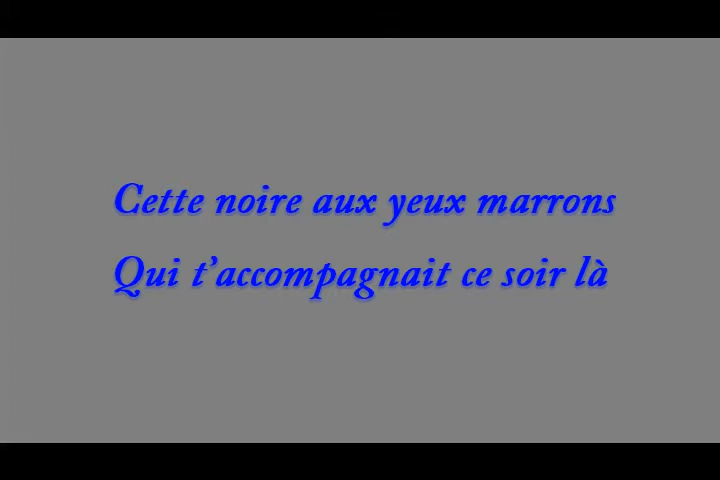 Cette noire aux yeux marrons
Qui t’accompagnait ce soir là